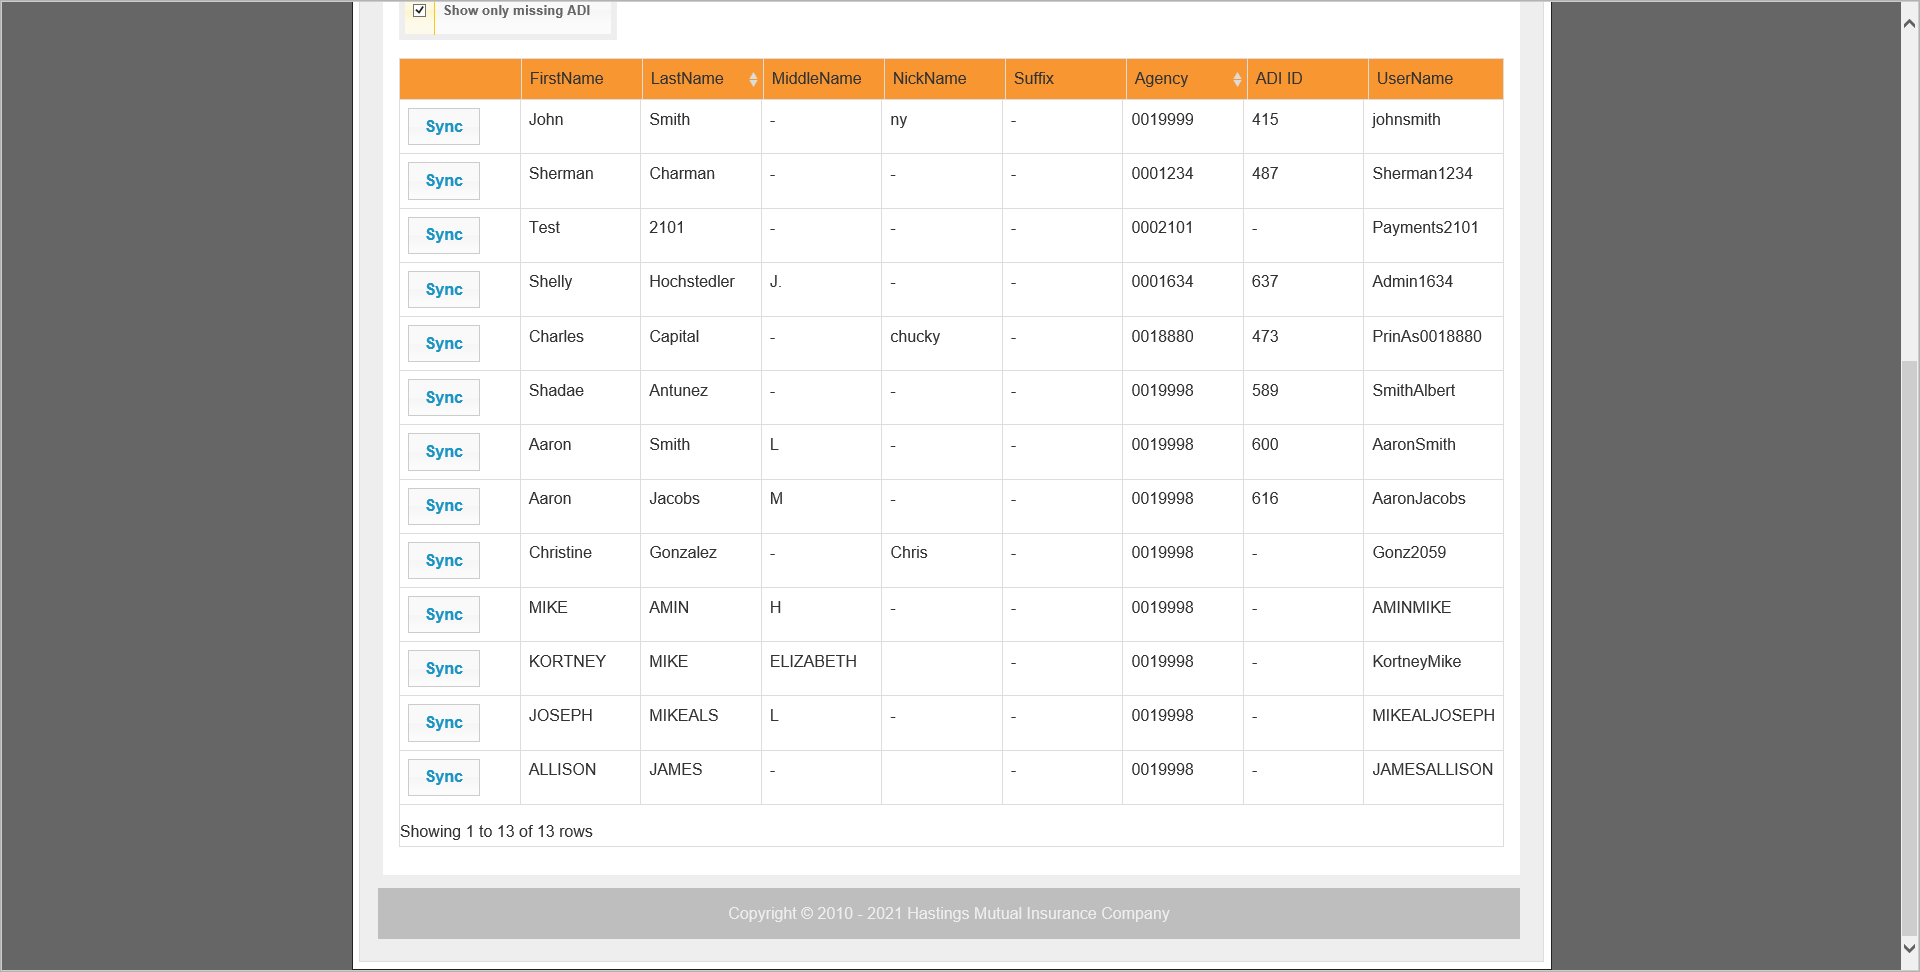 Show only missing ADI
FirstName LastName MiddleName NickName Suffix Agency ADI ID UserName
Sync John Smith - ny - 0019999 415 johnsmith
Sync Sherman Charman - - - 0001234 487 Sherman1234
Sync Test 2101 - - - 0002101 - Payments2101
Sync Shelly Hochstedler J. - - 0001634 637 Admin1634
Sync Charles Capital - chucky - 0018880 473 PrinAs0018880
Sync Shadae Antunez - - - 0019998 589 SmithAlbert
Sync Aaron Smith L - - 0019998 600 AaronSmith
Sync Aaron Jacobs M - - 0019998 616 AaronJacobs
Sync Christine Gonzalez - Chris - 0019998 - Gonz2059
Sync MIKE AMIN H - - 0019998 - AMINMIKE
Sync KORTNEY MIKE ELIZABETH - 0019998 - KortneyMike
Sync JOSEPH MIKEALS L - - 0019998 - MIKEALJOSEPH
Sync ALLISON JAMES - - 0019998 - JAMESALLISON
Showing 1 to 13 of 13 rows
Copyright © 2010 - 2021 Hastings Mutual Insurance Company